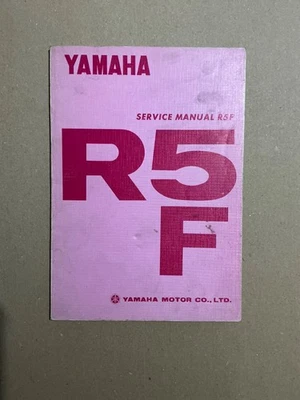 YAMAHA
SERVICE MANUAL R5F
R5
F
YAMAHA MOTOR CO., LTD.